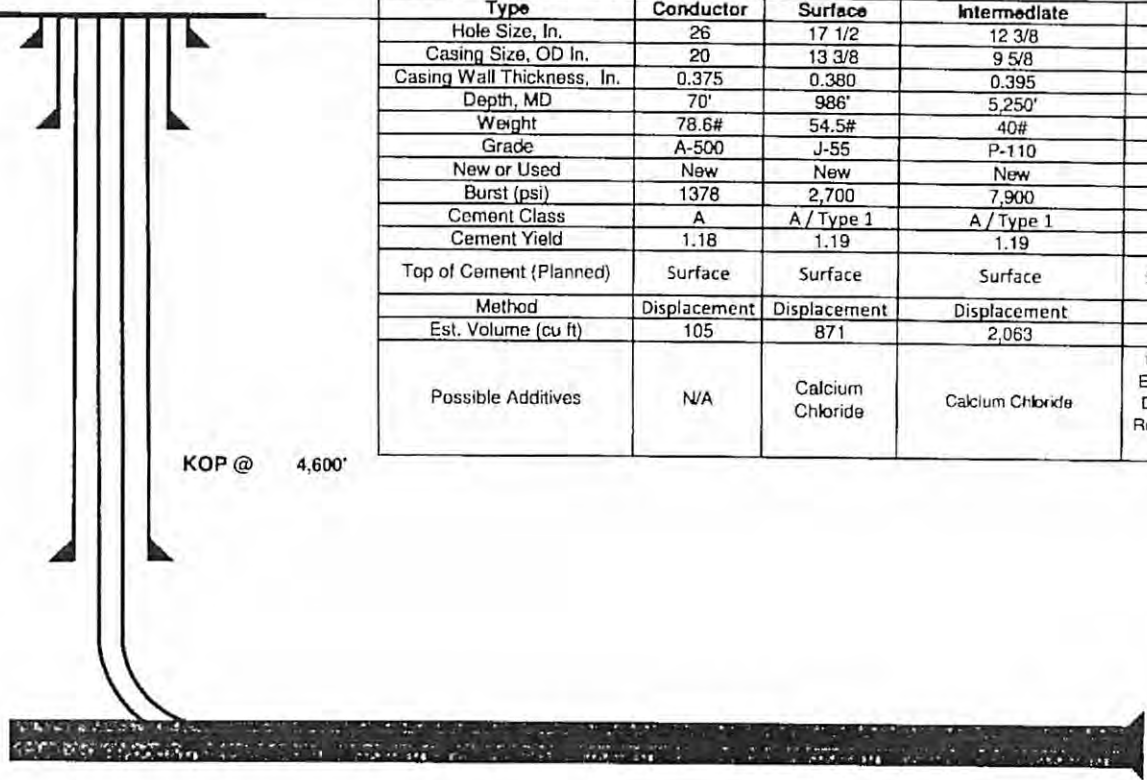 Type Conductor Surface Intermediate
Hole Size, In. 26 17 1/2 12 3/8
Casing Size, OD In. 20 13 3/8 9 5/8
Casing Wall Thickness, In. 0.375 0.380 0.395
Depth, MD 70' 986' 5,250'
Weight 78.6# 54.5# 40#
Grade A-500 J-55 P-110
New or Used New New New
Burst (psi) 1378 2,700 7,900
Cement Class A A / Type 1 A / Type 1
Cement Yield 1.18 1.19 1.19
Top of Cement (Planned) Surface Surface Surface
Method Displacement Displacement Displacement
Est. Volume (cu ft) 105 871 2,063
Possible Additives N/A Calcium Chloride Calcium Chloride
KOP @ 4,600'